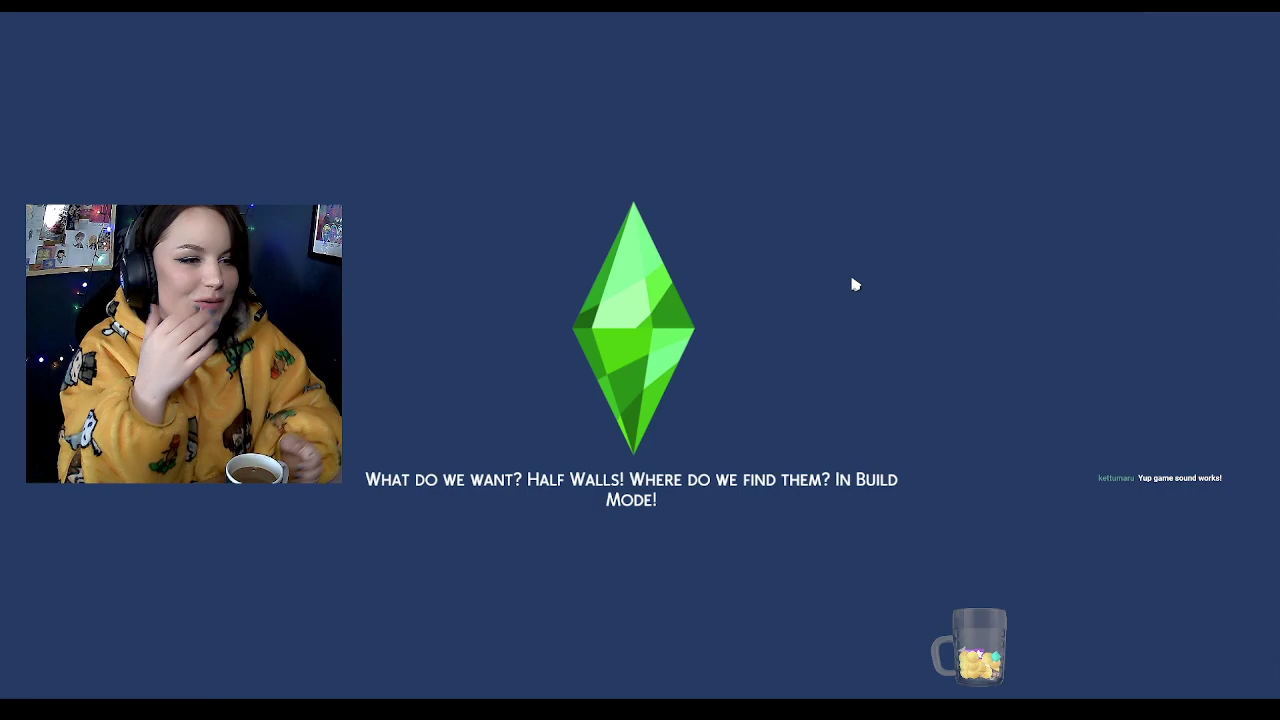 What do we want? Half Walls! Where do we find them? In Build
Mode!
kettumaru Yup game sound works!